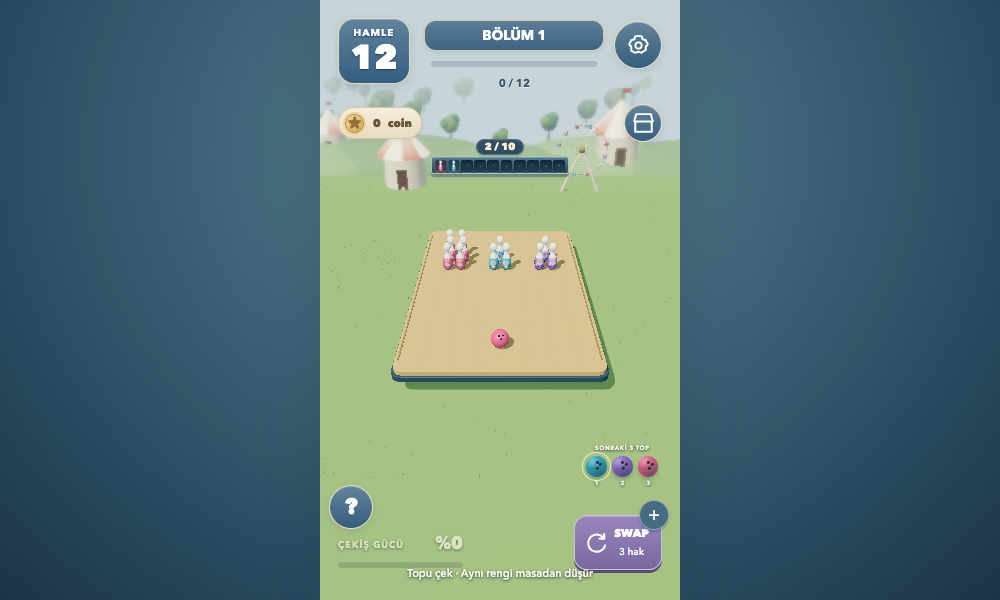 HAMLE
12
BÖLÜM 1
0 / 12
0 coin
2 / 10
SONRAKİ 3 TOP
1
2
3
?
ÇEKİŞ GÜCÜ
%0
+
SWAP
3 hak
Topu çek · Aynı rengi masadan düşür